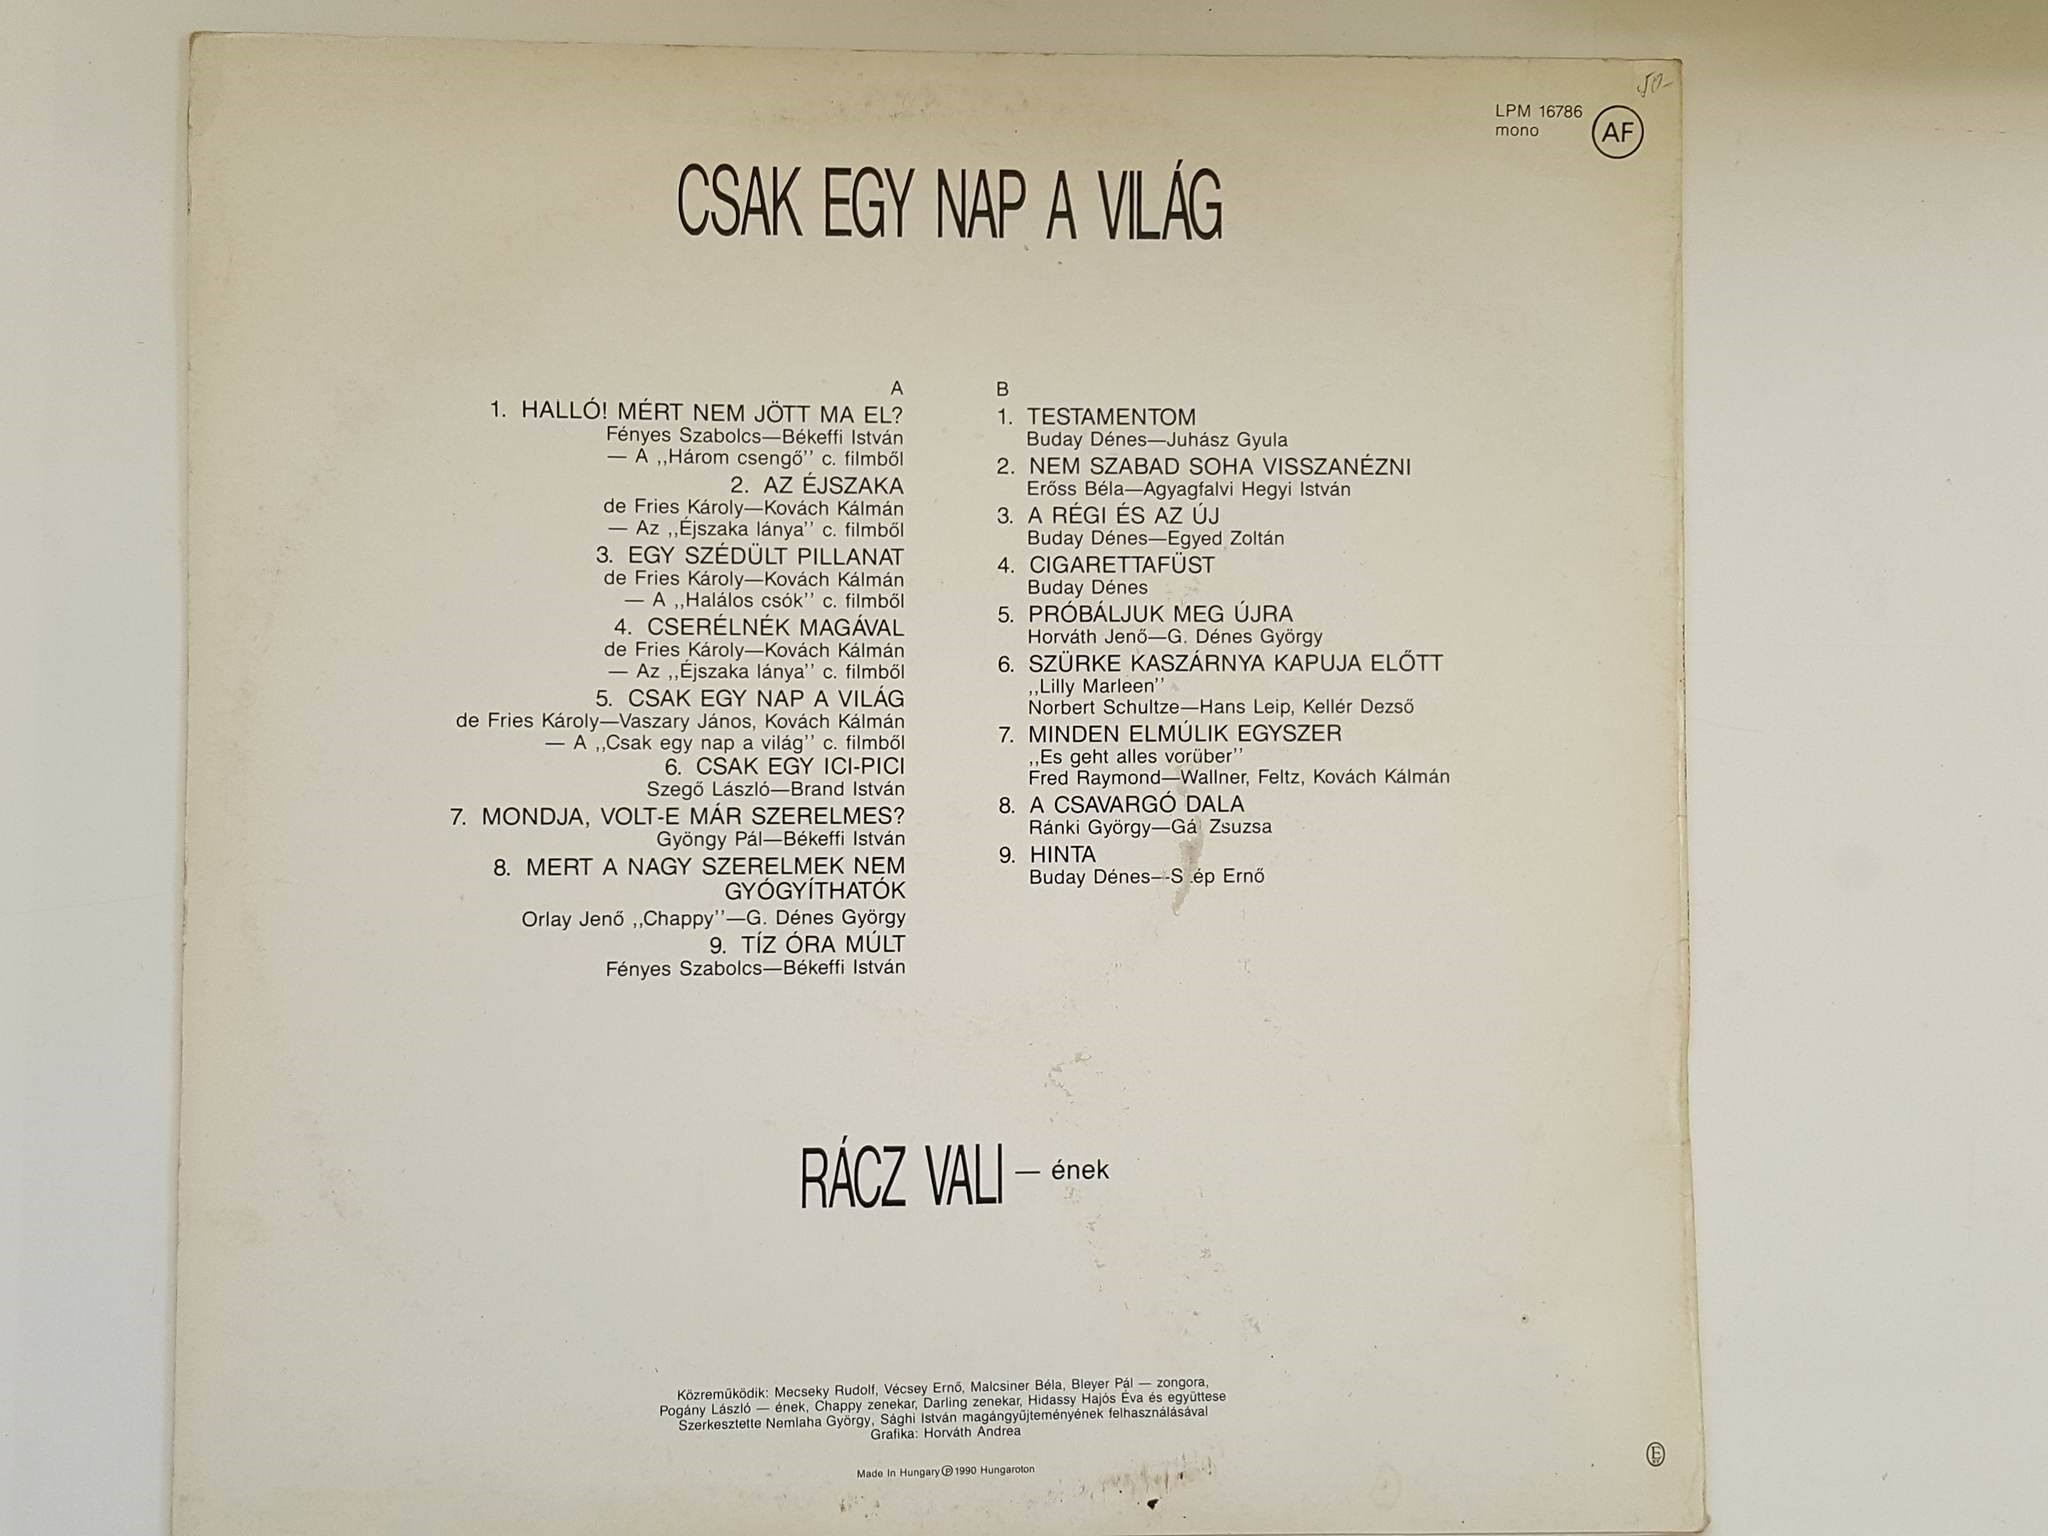 50-
LPM 16786
mono
AF
CSAK EGY NAP A VILÁG
A
1. HALLÓ! MÉRT NEM JÖTT MA EL?
Fényes Szabolcs—Békeffi István
— A ,,Három csengő'' c. filmből
2. AZ ÉJSZAKA
de Fries Károly—Kovách Kálmán
— Az ,,Éjszaka lánya'' c. filmből
3. EGY SZÉDÜLT PILLANAT
de Fries Károly—Kovách Kálmán
— A ,,Halálos csók'' c. filmből
4. CSERÉLNÉK MAGÁVAL
de Fries Károly—Kovách Kálmán
— Az ,,Éjszaka lánya'' c. filmből
5. CSAK EGY NAP A VILÁG
de Fries Károly—Vaszary János, Kovách Kálmán
— A ,,Csak egy nap a világ'' c. filmből
6. CSAK EGY ICI-PICI
Szegő László—Brand István
7. MONDJA, VOLT-E MÁR SZERELMES?
Gyöngy Pál—Békeffi István
8. MERT A NAGY SZERELMEK NEM
GYÓGYÍTHATÓK
Orlay Jenő ,,Chappy''—G. Dénes György
9. TÍZ ÓRA MÚLT
Fényes Szabolcs—Békeffi István
B
1. TESTAMENTOM
Buday Dénes—Juhász Gyula
2. NEM SZABAD SOHA VISSZANÉZNI
Erőss Béla—Agyagfalvi Hegyi István
3. A RÉGI ÉS AZ ÚJ
Buday Dénes—Egyed Zoltán
4. CIGARETTAFÜST
Buday Dénes
5. PRÓBÁLJUK MEG ÚJRA
Horváth Jenő—G. Dénes György
6. SZÜRKE KASZÁRNYA KAPUJA ELŐTT
,,Lilly Marleen''
Norbert Schultze—Hans Leip, Kellér Dezső
7. MINDEN ELMÚLIK EGYSZER
,,Es geht alles vorüber''
Fred Raymond—Wallner, Feltz, Kovách Kálmán
8. A CSAVARGÓ DALA
Ránki György—Gál Zsuzsa
9. HINTA
Buday Dénes—Szép Ernő
RÁCZ VALI — ének
Közreműködik: Mecseky Rudolf, Vécsey Ernő, Malcsiner Béla, Bleyer Pál — zongora,
Pogány László — ének, Chappy zenekar, Darling zenekar, Hidassy Hajós Éva és együttese
Szerkesztette Nemlaha György, Sághi István magángyűjteményének felhasználásával
Grafika: Horváth Andrea
Made In Hungary ℗ 1990 Hungaroton